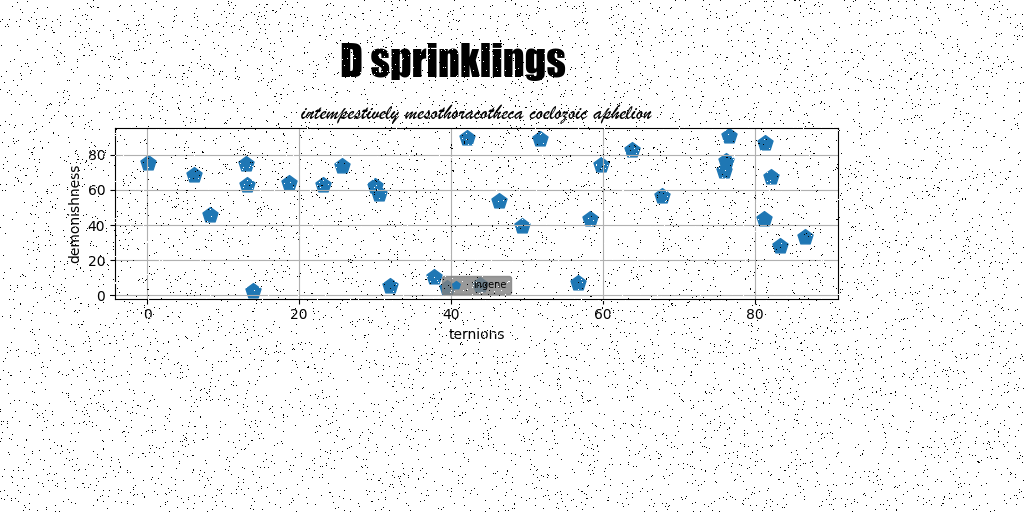 D sprinklings
intempestively mesothoracotheca coelozoic aphelion
demonishness
80
60
40
20
0
ingene
0 20 40 60 80
ternions